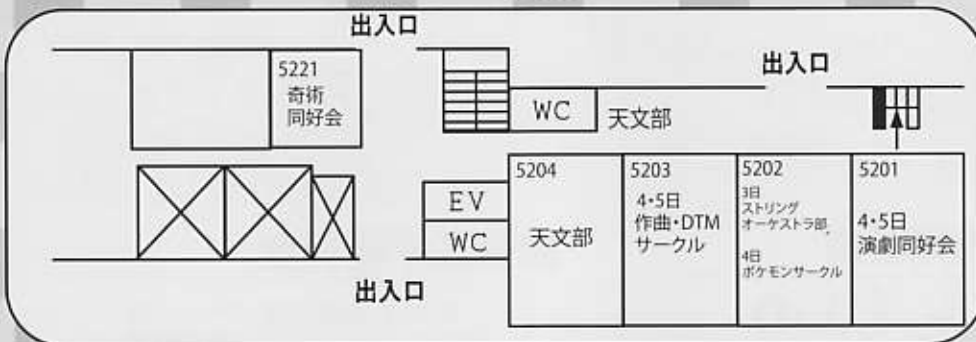 出入口
出入口
5221
奇術
同好会
WC
天文部
EV
WC
5204
天文部
5203
4・5日
作曲・DTM
サークル
5202
3日
ストリング
オーケストラ部,
4日
ポケモンサークル
5201
4・5日
演劇同好会
出入口